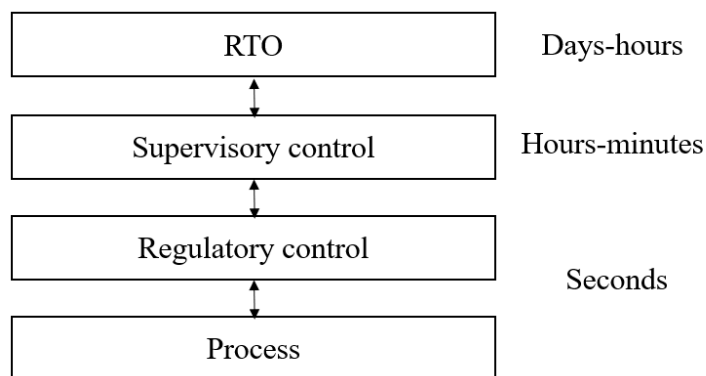 RTO
Days-hours
Supervisory control
Hours-minutes
Regulatory control
Seconds
Process